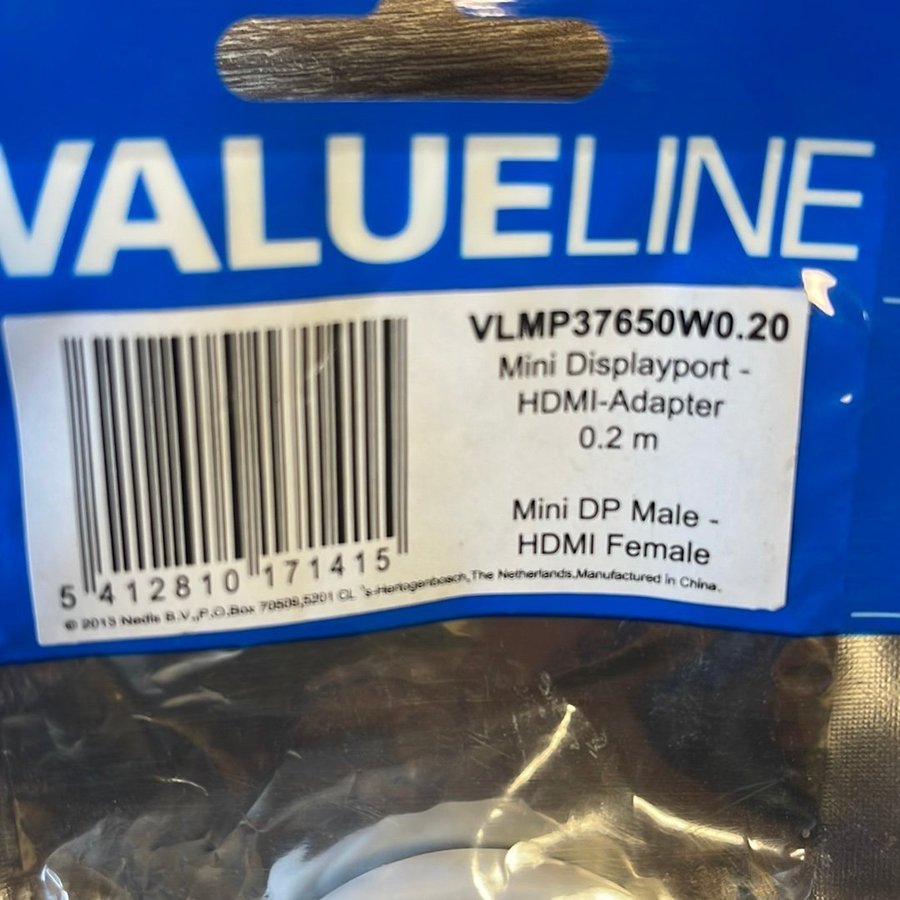 VALUELINE
VLMP37650W0.20
Mini Displayport -
HDMI-Adapter
0.2 m
Mini DP Male -
HDMI Female
5 412810 171415
© 2013 Nedis B.V.,P.O.Box 70509,5201 CL 's-Hertogenbosch,The Netherlands.Manufactured in China.